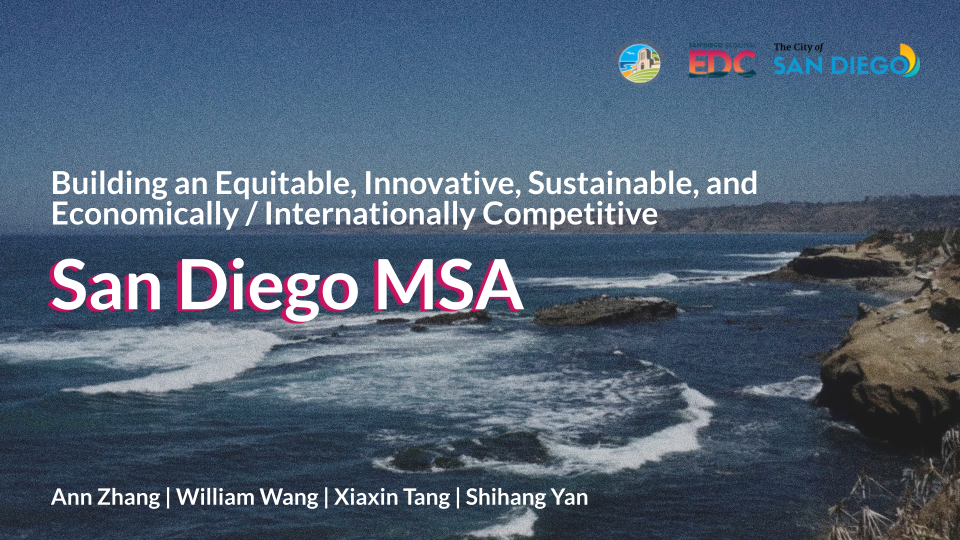 The City of
EDC
SAN DIEGO
Building an Equitable, Innovative, Sustainable, and
Economically / Internationally Competitive
San Diego MSA
Ann Zhang | William Wang | Xiaxin Tang | Shihang Yan